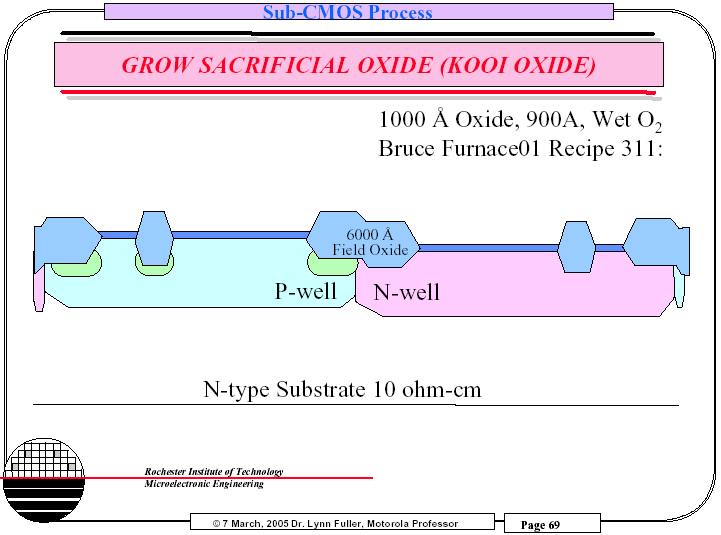 Sub-CMOS Process
GROW SACRIFICIAL OXIDE (KOOI OXIDE)
1000 Å Oxide, 900A, Wet O₂
Bruce Furnace01 Recipe 311:
6000 Å
Field Oxide
P-well
N-well
N-type Substrate 10 ohm-cm
Rochester Institute of Technology
Microelectronic Engineering
© 7 March, 2005 Dr. Lynn Fuller, Motorola Professor
Page 69